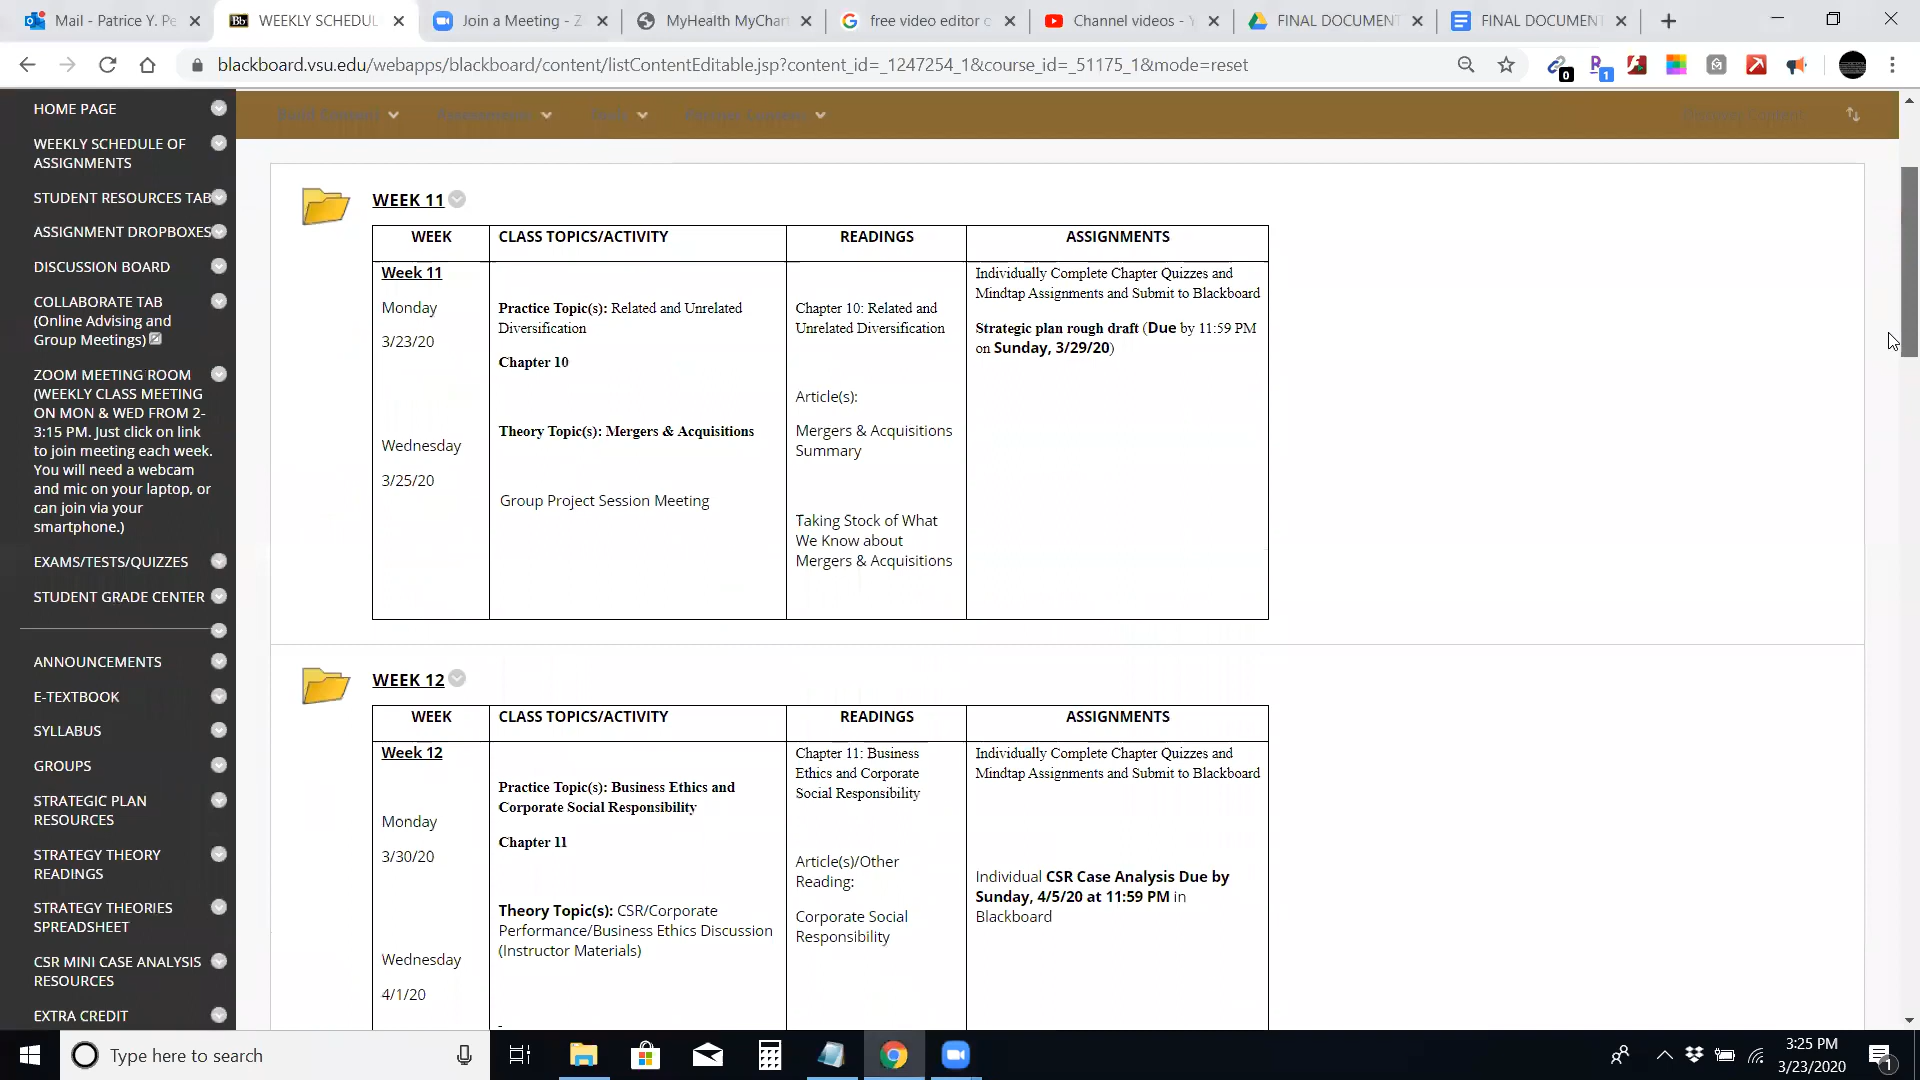 Mail - Patrice Y. Pe
WEEKLY SCHEDUL
Join a Meeting - Z
MyHealth MyChar
free video editor c
Channel videos - Y
FINAL DOCUMENT
FINAL DOCUMEN
blackboard.vsu.edu/webapps/blackboard/content/listContentEditable.jsp?content_id=_1247254_1&course_id=_51175_1&mode=reset
0
1
HOME PAGE
WEEKLY SCHEDULE OF
ASSIGNMENTS
STUDENT RESOURCES TAB
ASSIGNMENT DROPBOXES
DISCUSSION BOARD
COLLABORATE TAB
(Online Advising and
Group Meetings)
ZOOM MEETING ROOM
(WEEKLY CLASS MEETING
ON MON & WED FROM 2-
3:15 PM. Just click on link
to join meeting each week.
You will need a webcam
and mic on your laptop, or
can join via your
smartphone.)
EXAMS/TESTS/QUIZZES
STUDENT GRADE CENTER
ANNOUNCEMENTS
E-TEXTBOOK
SYLLABUS
GROUPS
STRATEGIC PLAN
RESOURCES
STRATEGY THEORY
READINGS
STRATEGY THEORIES
SPREADSHEET
CSR MINI CASE ANALYSIS
RESOURCES
EXTRA CREDIT
WEEK 11
WEEK
CLASS TOPICS/ACTIVITY
READINGS
ASSIGNMENTS
Week 11
Monday
3/23/20
Wednesday
3/25/20
Practice Topic(s): Related and Unrelated
Diversification
Chapter 10
Theory Topic(s): Mergers & Acquisitions
Group Project Session Meeting
Chapter 10: Related and
Unrelated Diversification
Article(s):
Mergers & Acquisitions
Summary
Taking Stock of What
We Know about
Mergers & Acquisitions
Individually Complete Chapter Quizzes and
Mindtap Assignments and Submit to Blackboard
Strategic plan rough draft (Due by 11:59 PM
on Sunday, 3/29/20)
WEEK 12
WEEK
CLASS TOPICS/ACTIVITY
READINGS
ASSIGNMENTS
Week 12
Monday
3/30/20
Wednesday
4/1/20
Practice Topic(s): Business Ethics and
Corporate Social Responsibility
Chapter 11
Theory Topic(s): CSR/Corporate
Performance/Business Ethics Discussion
(Instructor Materials)
-
Chapter 11: Business
Ethics and Corporate
Social Responsibility
Article(s)/Other
Reading:
Corporate Social
Responsibility
Individually Complete Chapter Quizzes and
Mindtap Assignments and Submit to Blackboard
Individual CSR Case Analysis Due by
Sunday, 4/5/20 at 11:59 PM in
Blackboard
Type here to search
3:25 PM
3/23/2020
1